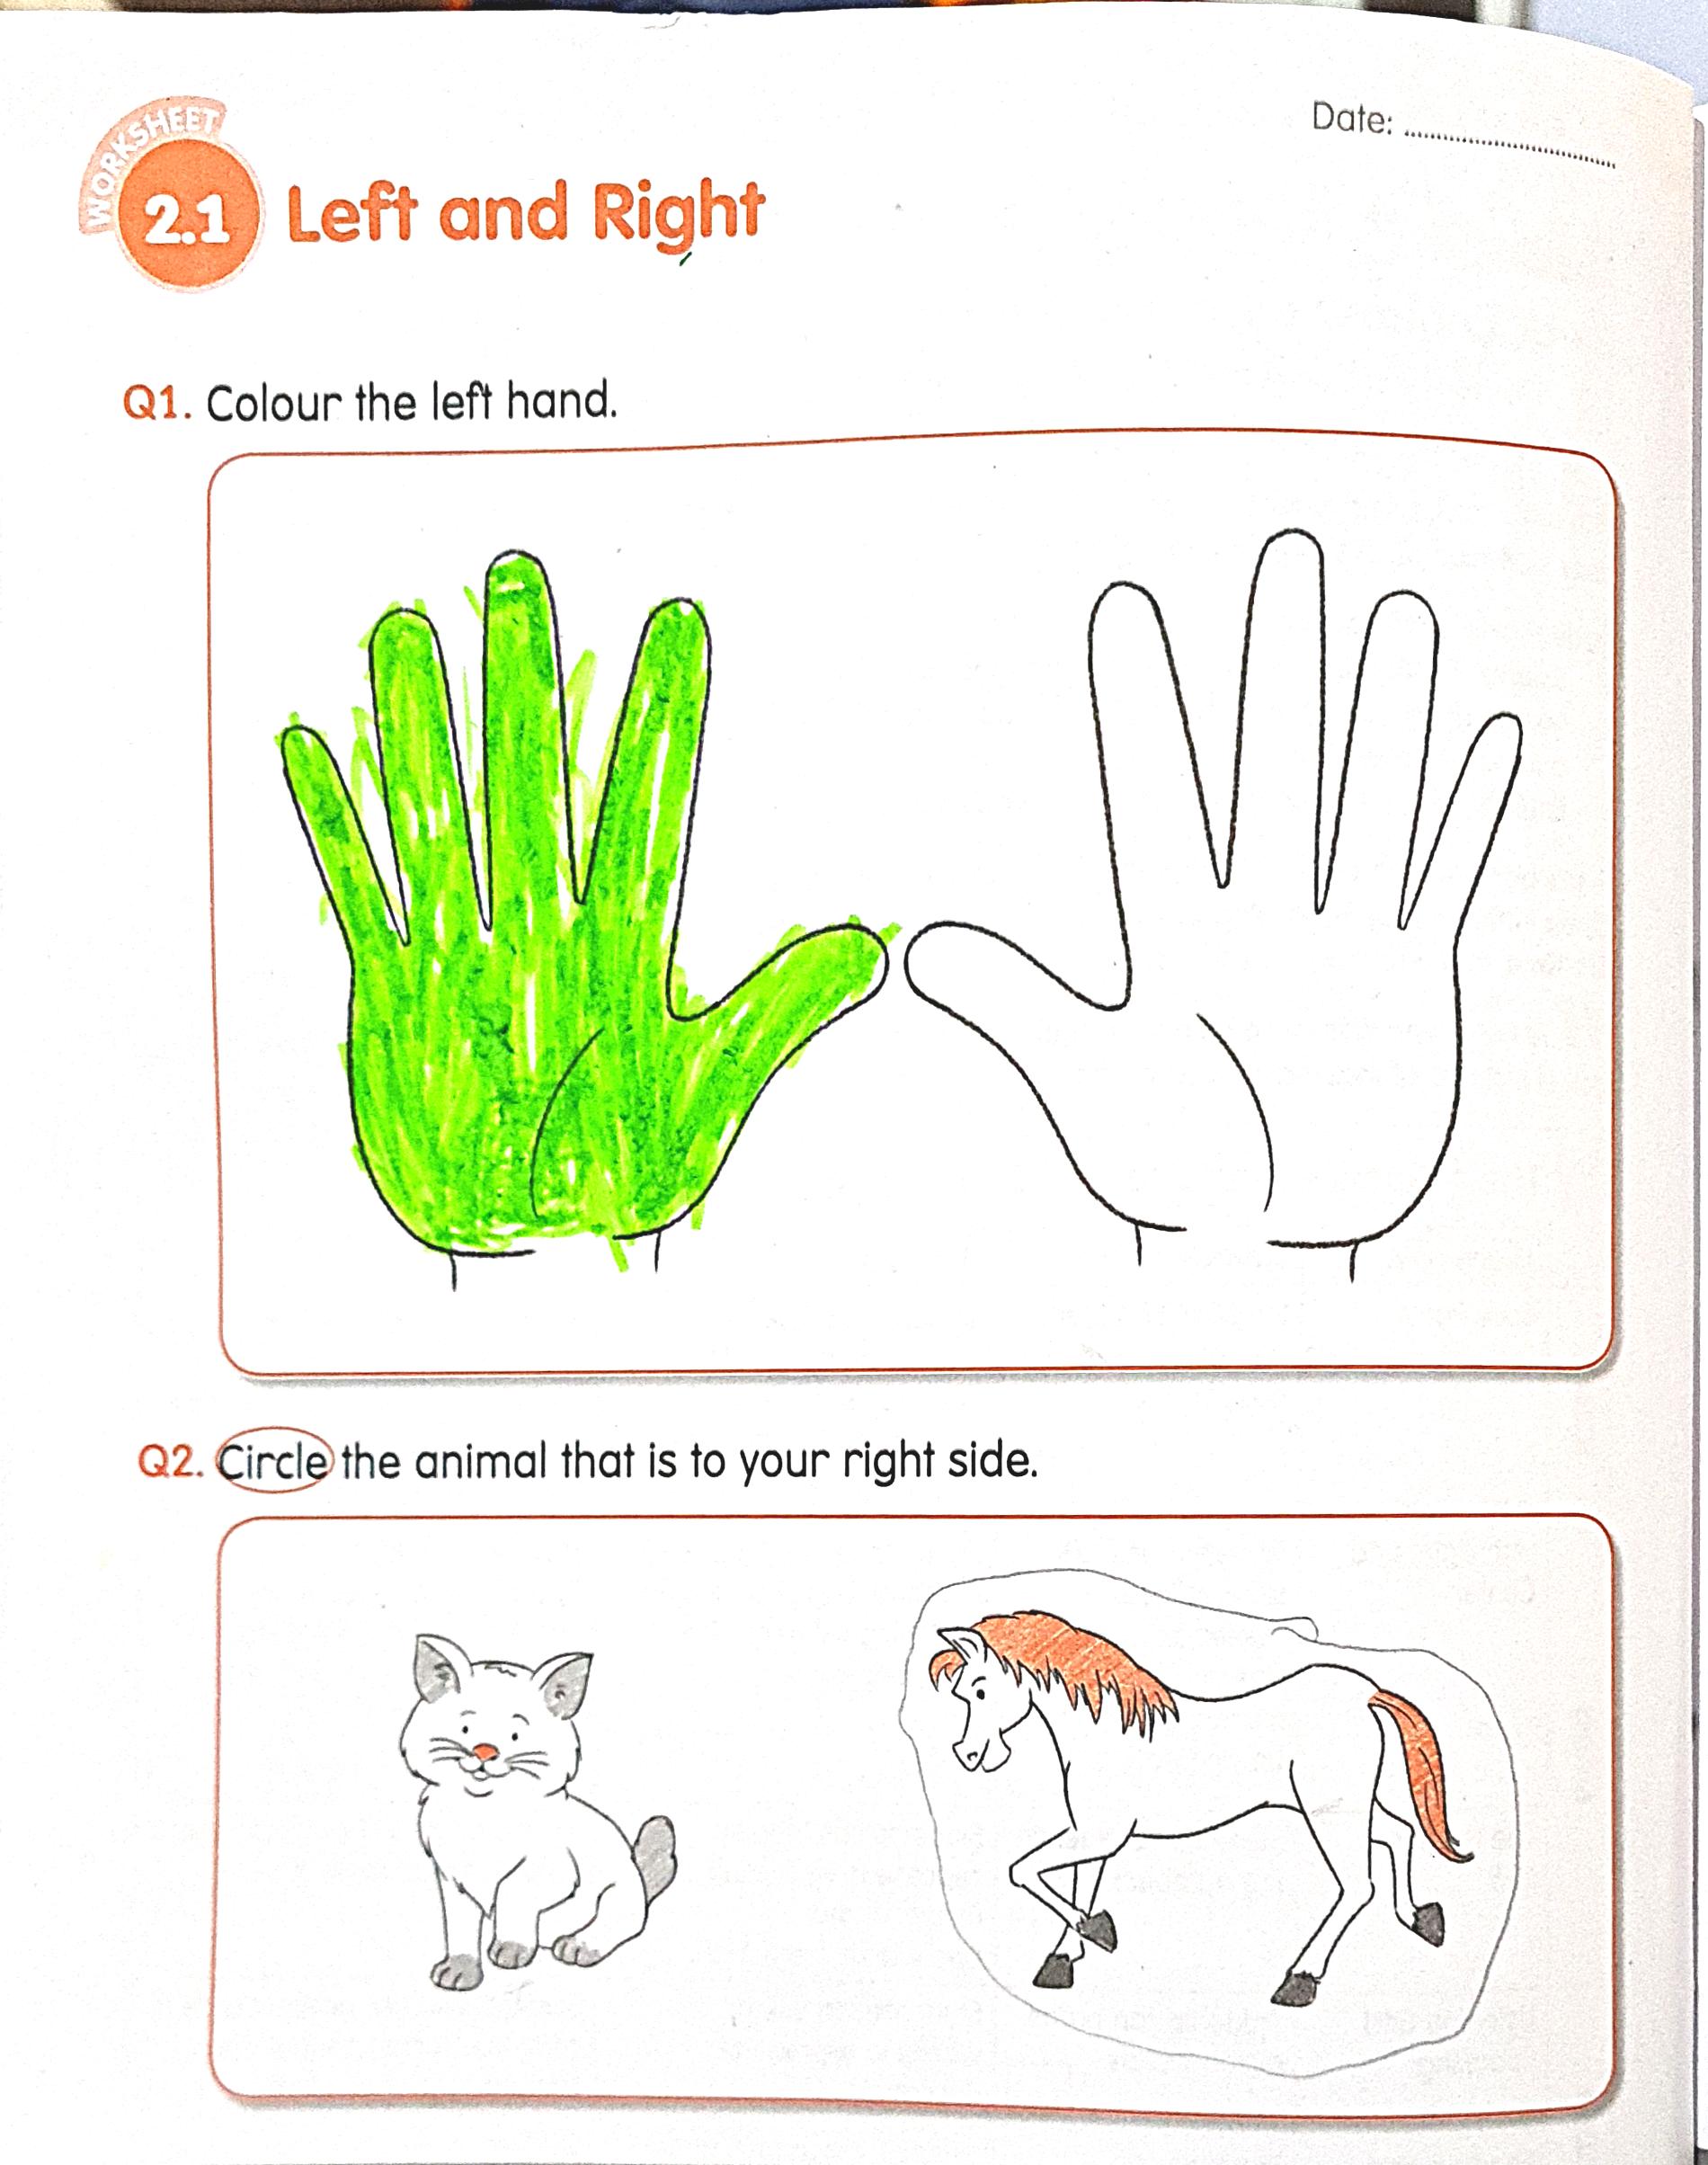 WORKSHEET
2.1 Left and Right
Date:
Q1. Colour the left hand.
Q2. Circle the animal that is to your right side.